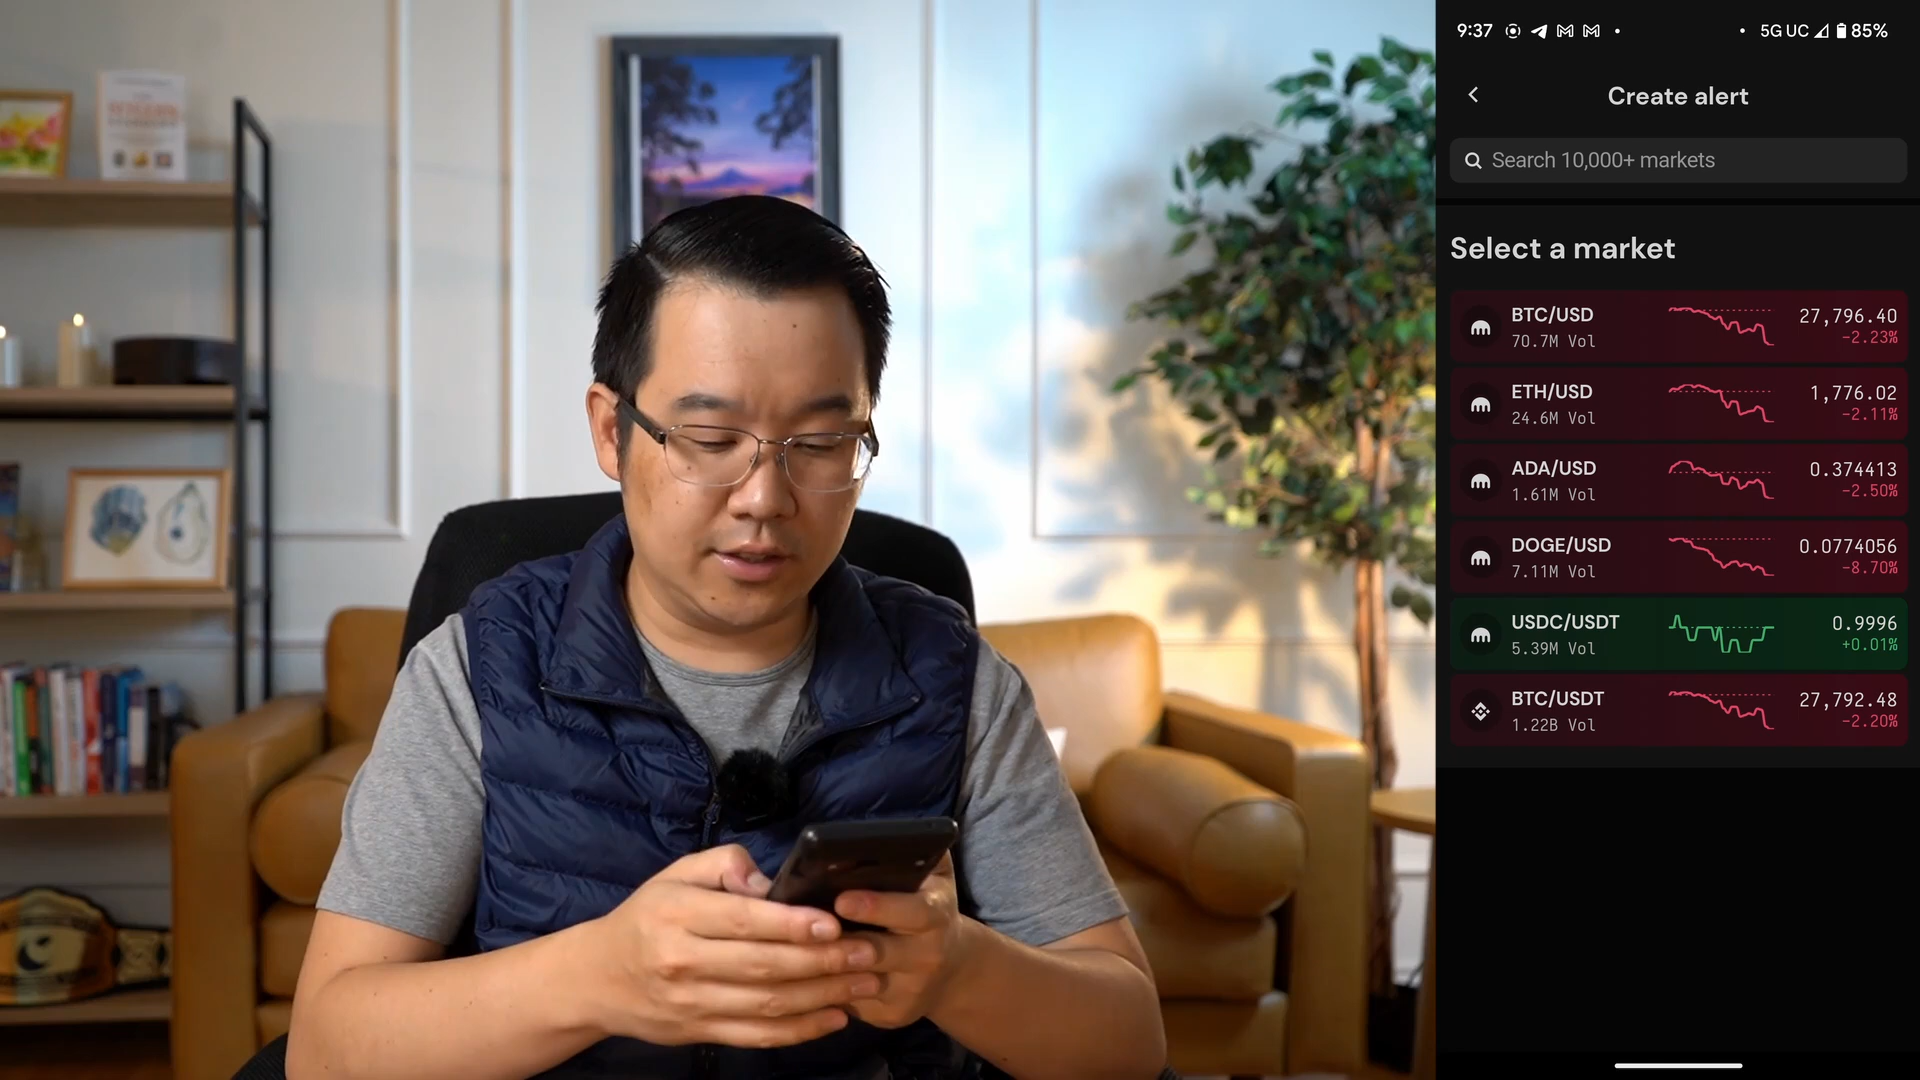 9:37
5G UC 85%
Create alert
Search 10,000+ markets
Select a market
BTC/USD
70.7M Vol
27,796.40
-2.23%
ETH/USD
24.6M Vol
1,776.02
-2.11%
ADA/USD
1.61M Vol
0.374413
-2.50%
DOGE/USD
7.11M Vol
0.0774056
-8.70%
USDC/USDT
5.39M Vol
0.9996
+0.01%
BTC/USDT
1.22B Vol
27,792.48
-2.20%